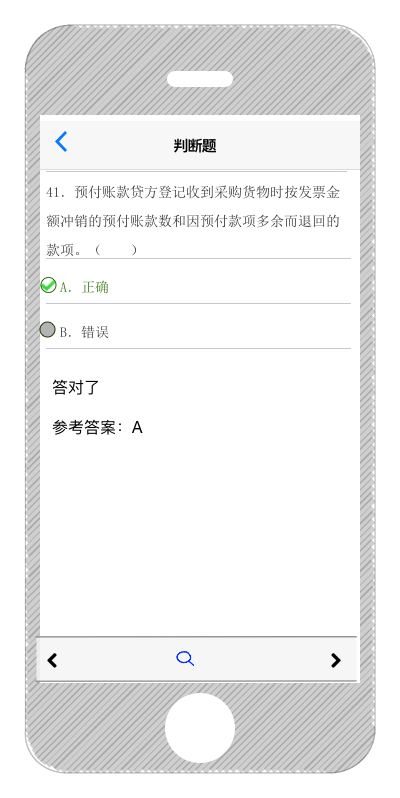 判断题
41. 预付账款贷方登记收到采购货物时按发票金
额冲销的预付账款数和因预付款项多余而退回的
款项。（　　）
A. 正确
B. 错误
答对了
参考答案：A